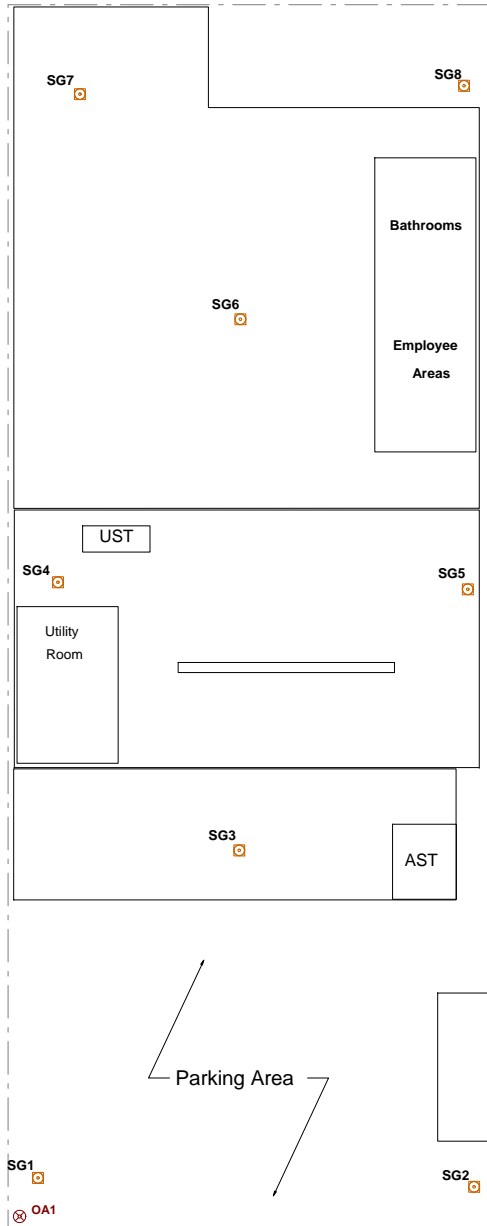 SG7
SG8
Bathrooms
SG6
Employee
Areas
UST
SG4
SG5
Utility
Room
SG3
AST
Parking Area
SG1
SG2
OA1